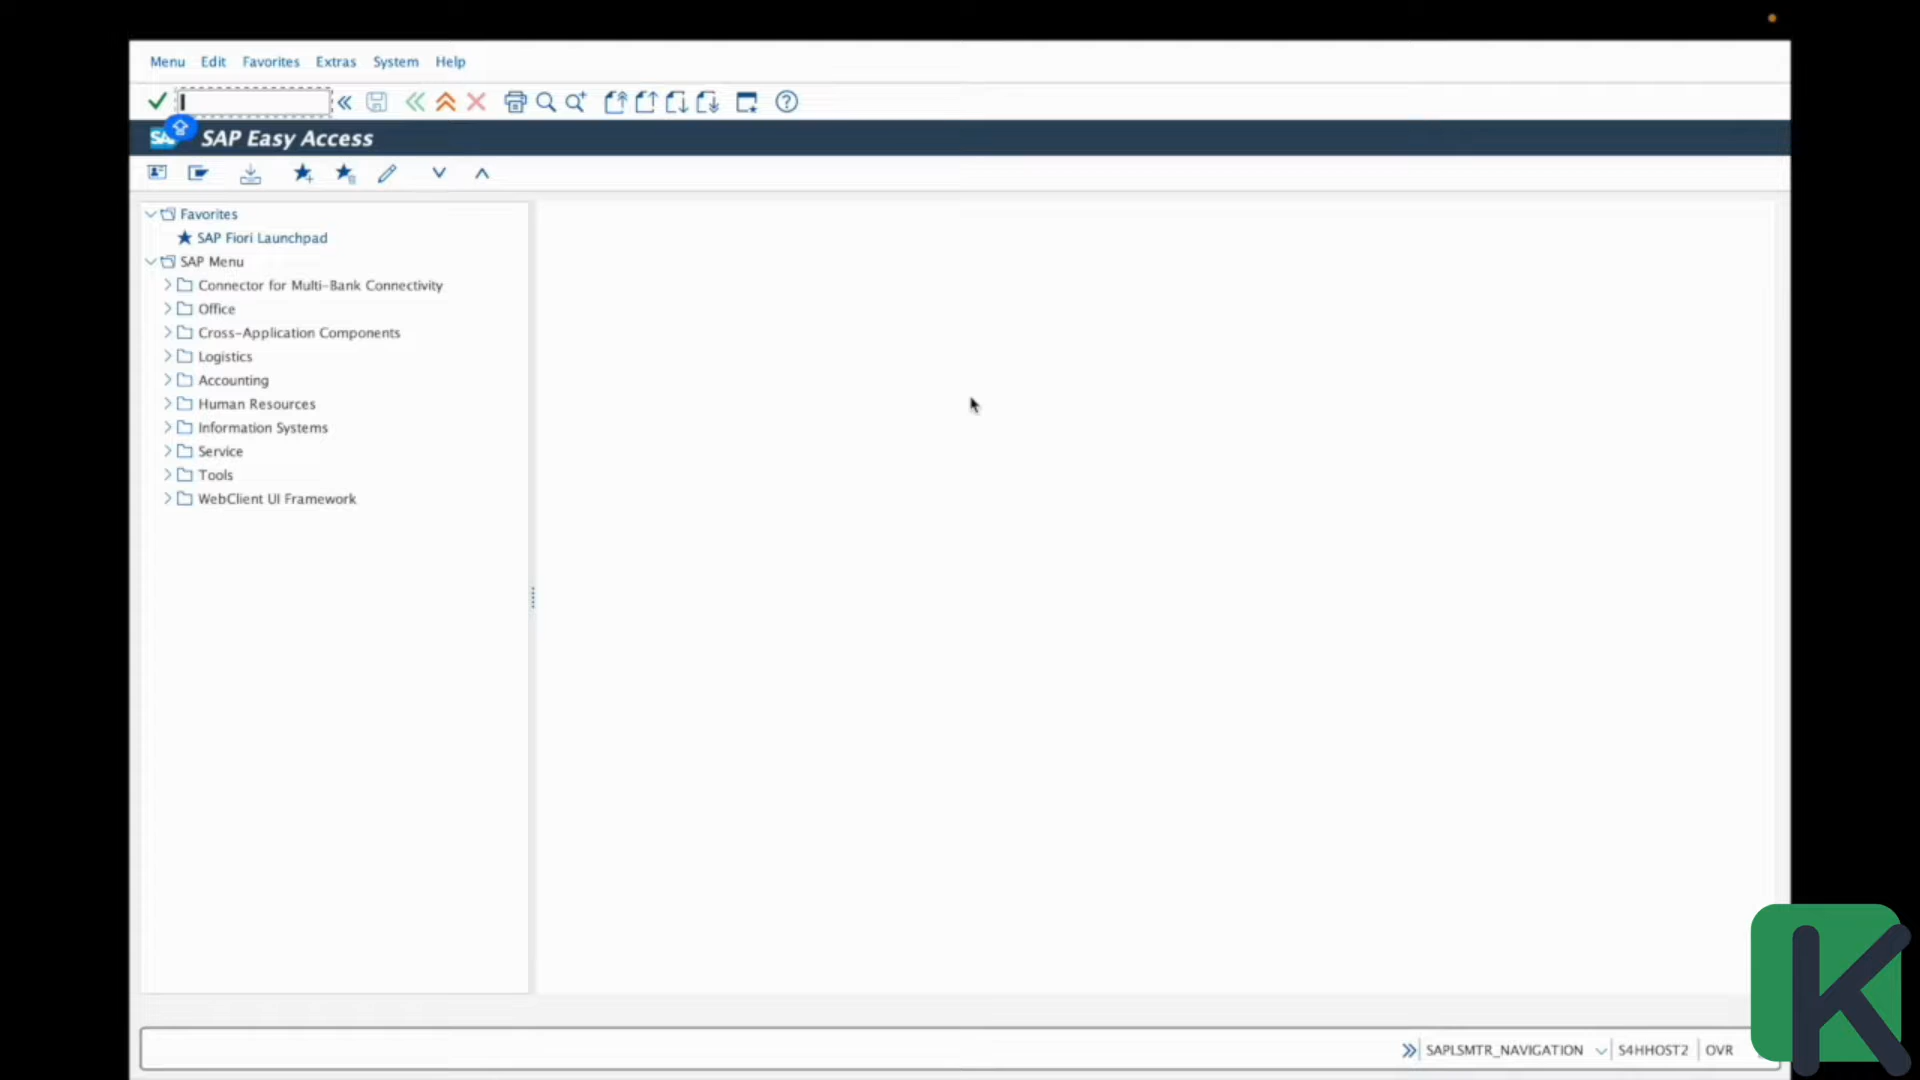 Menu Edit Favorites Extras System Help
SAP Easy Access
Favorites
SAP Fiori Launchpad
SAP Menu
Connector for Multi-Bank Connectivity
Office
Cross-Application Components
Logistics
Accounting
Human Resources
Information Systems
Service
Tools
WebClient UI Framework
SAPLSMTR_NAVIGATION S4HHOST2 OVR
K